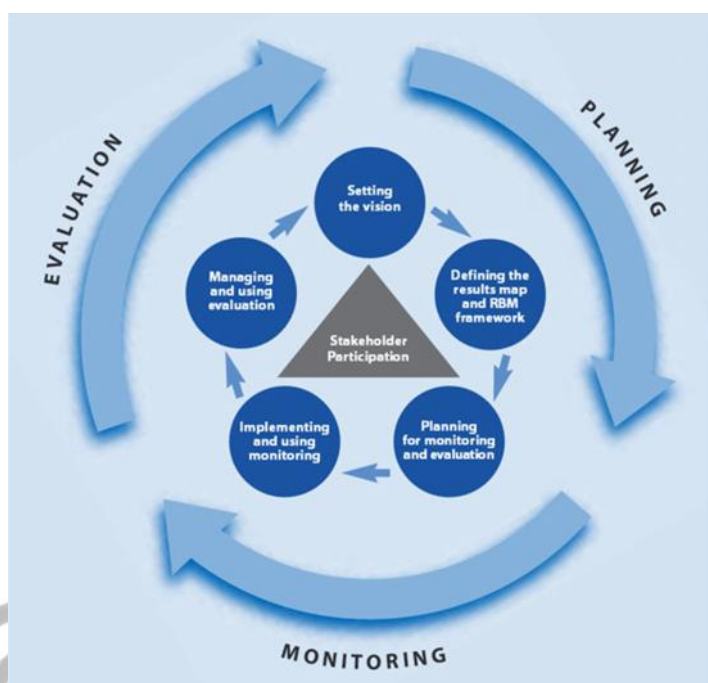 EVALUATION
PLANNING
Setting
the vision
Defining the
results map
and RBM
framework
Managing
and using
evaluation
Stakeholder
Participation
Implementing
and using
monitoring
Planning
for monitoring
and evaluation
MONITORING